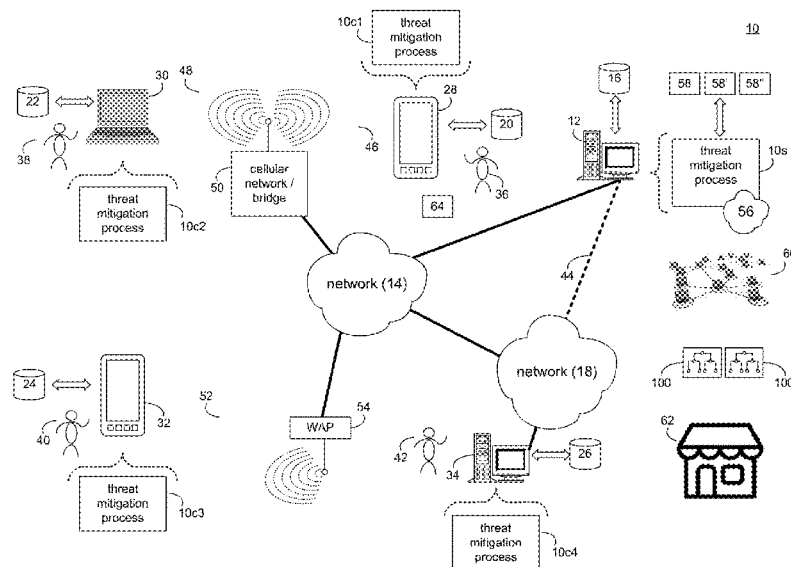 10c1
threat
mitigation
process
10
22
30
48
28
16
58
58'
58"
38
50
cellular
network /
bridge
46
20
36
64
12
threat
mitigation
process
10s
56
threat
mitigation
process
10c2
network (14)
44
60
24
32
52
network (18)
100
100
40
WAP
54
42
34
26
62
threat
mitigation
process
10c3
threat
mitigation
process
10c4